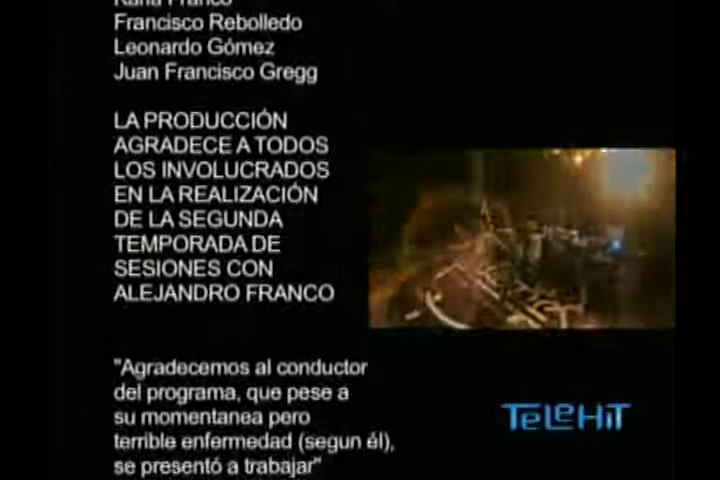 Karla Franco
Francisco Rebolledo
Leonardo Gómez
Juan Francisco Gregg
LA PRODUCCIÓN
AGRADECE A TODOS
LOS INVOLUCRADOS
EN LA REALIZACIÓN
DE LA SEGUNDA
TEMPORADA DE
SESIONES CON
ALEJANDRO FRANCO
"Agradecemos al conductor
del programa, que pese a
su momentanea pero
terrible enfermedad (segun él),
se presentó a trabajar"
TELEHIT